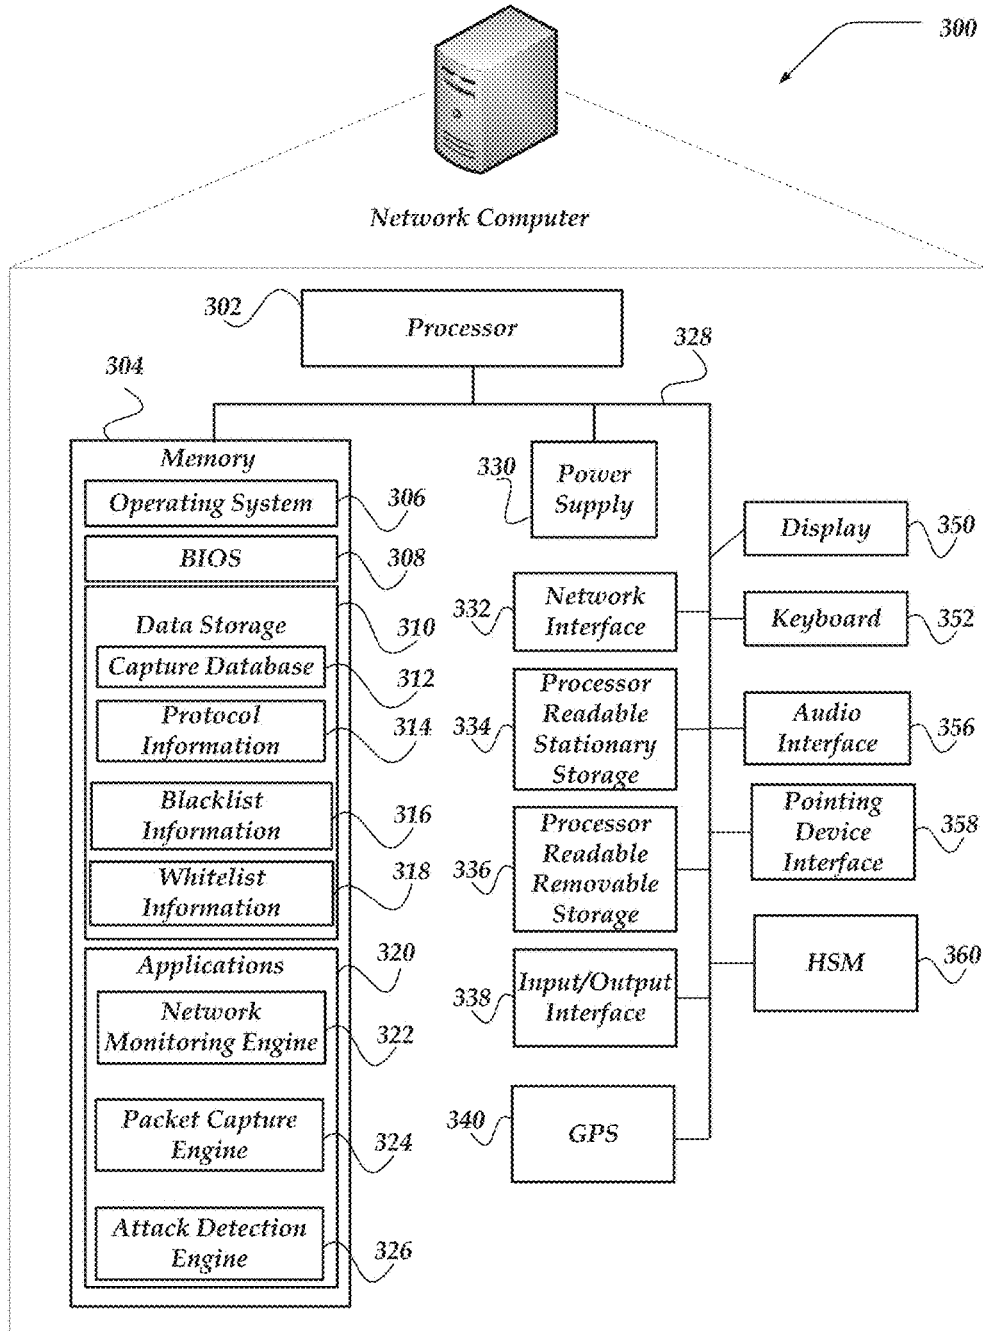 300
Network Computer
302
Processor
328
304
Memory
Operating System
306
BIOS
308
Data Storage
310
Capture Database
312
Protocol
Information
314
Blacklist
Information
316
Whitelist
Information
318
Applications
320
Network
Monitoring Engine
322
Packet Capture
Engine
324
Attack Detection
Engine
326
330
Power
Supply
332
Network
Interface
334
Processor
Readable
Stationary
Storage
336
Processor
Readable
Removable
Storage
338
Input/Output
Interface
340
GPS
Display
350
Keyboard
352
Audio
Interface
356
Pointing
Device
Interface
358
HSM
360